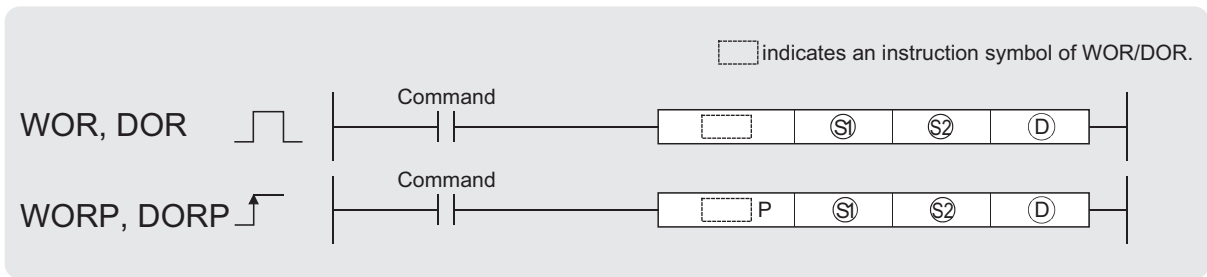 indicates an instruction symbol of WOR/DOR.
Command
WOR, DOR S1 S2 D
Command
WORP, DORP P S1 S2 D